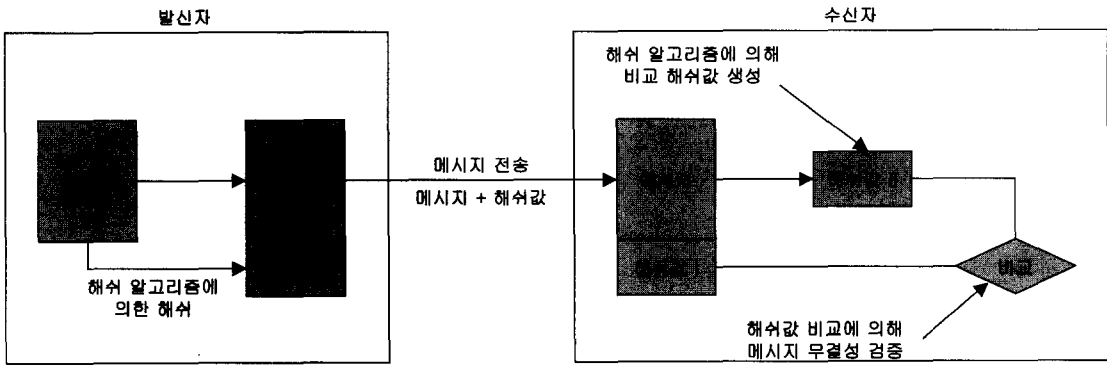 발신자
수신자
해쉬 알고리즘에 의해
비교 해쉬값 생성
메시지 전송
메시지 + 해쉬값
해쉬 알고리즘에
의한 해쉬
비교
해쉬값 비교에 의해
메시지 무결성 검증